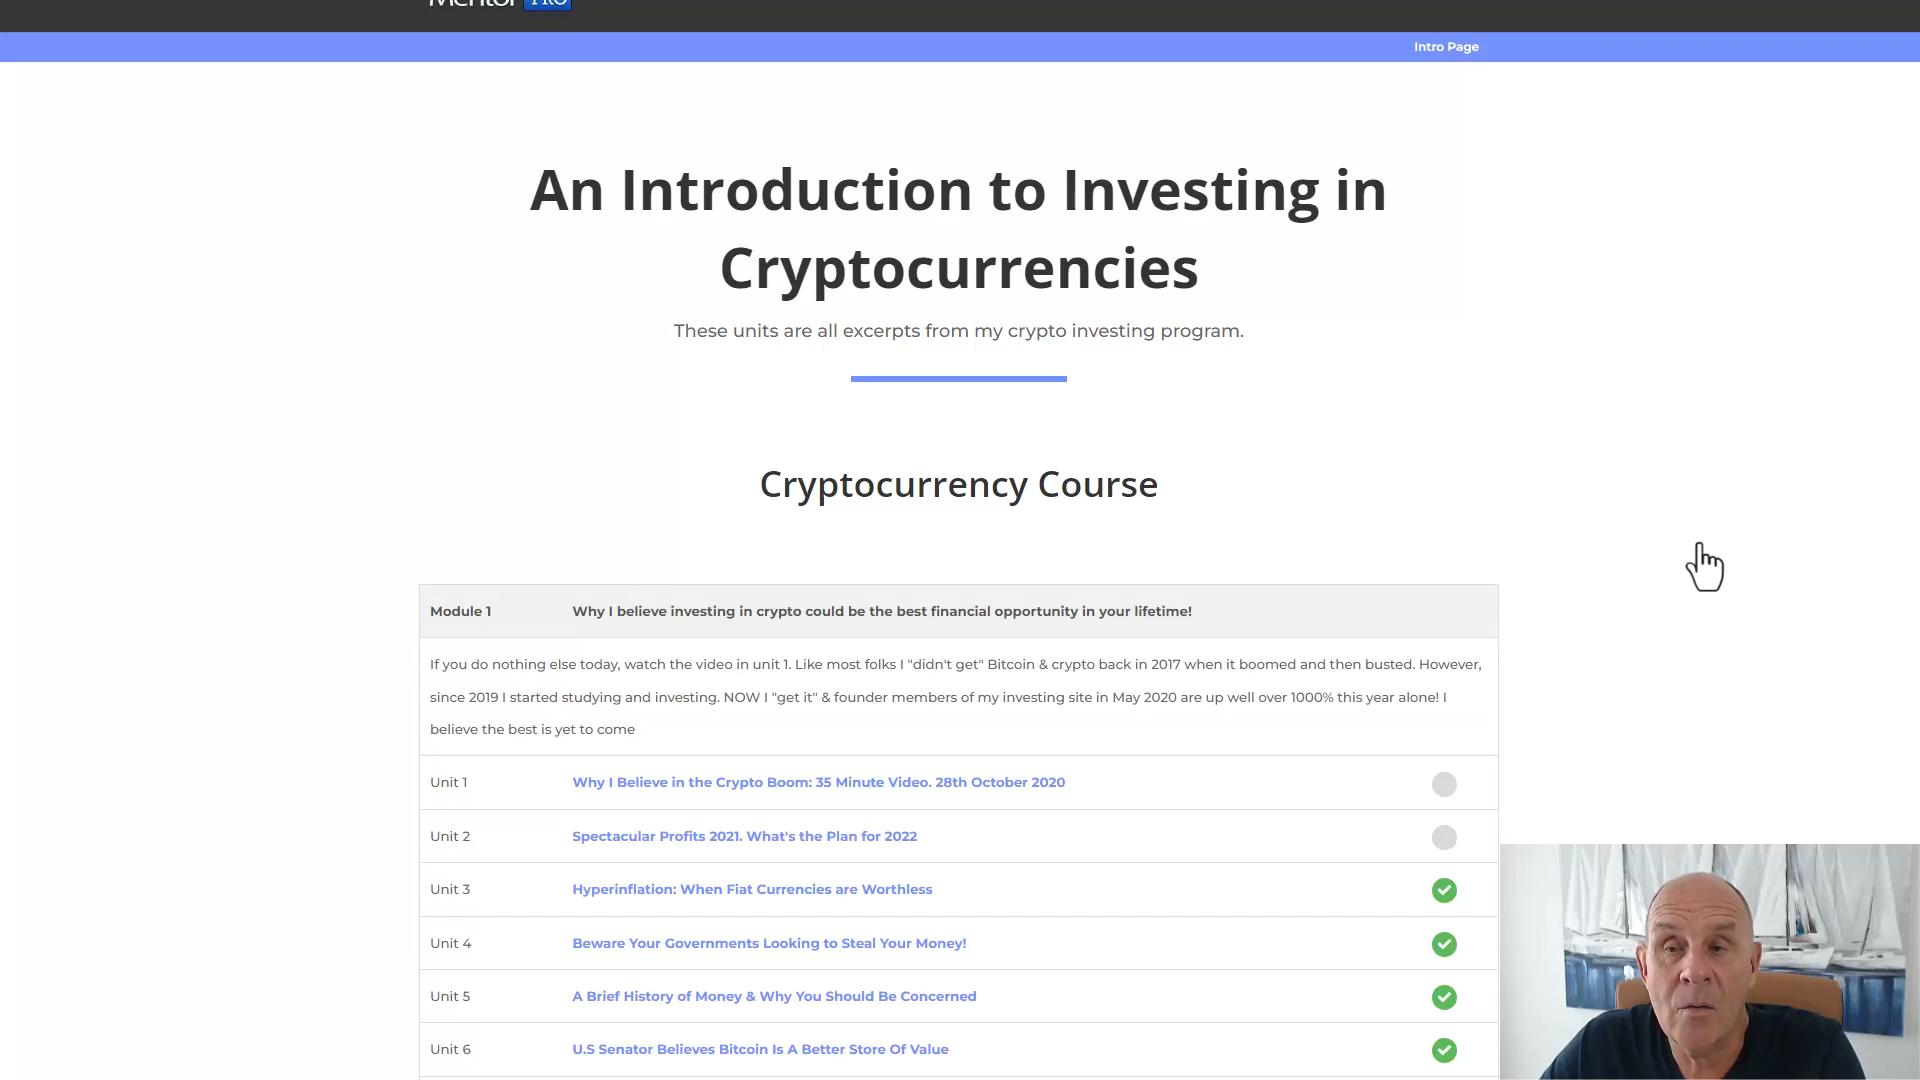 Mentor PRO
Intro Page
An Introduction to Investing in
Cryptocurrencies
These units are all excerpts from my crypto investing program.
Cryptocurrency Course
Module 1 Why I believe investing in crypto could be the best financial opportunity in your lifetime!
If you do nothing else today, watch the video in unit 1. Like most folks I "didn't get" Bitcoin & crypto back in 2017 when it boomed and then busted. However,
since 2019 I started studying and investing. NOW I "get it" & founder members of my investing site in May 2020 are up well over 1000% this year alone! I
believe the best is yet to come
Unit 1 Why I Believe in the Crypto Boom: 35 Minute Video. 28th October 2020
Unit 2 Spectacular Profits 2021. What's the Plan for 2022
Unit 3 Hyperinflation: When Fiat Currencies are Worthless
Unit 4 Beware Your Governments Looking to Steal Your Money!
Unit 5 A Brief History of Money & Why You Should Be Concerned
Unit 6 U.S Senator Believes Bitcoin Is A Better Store Of Value